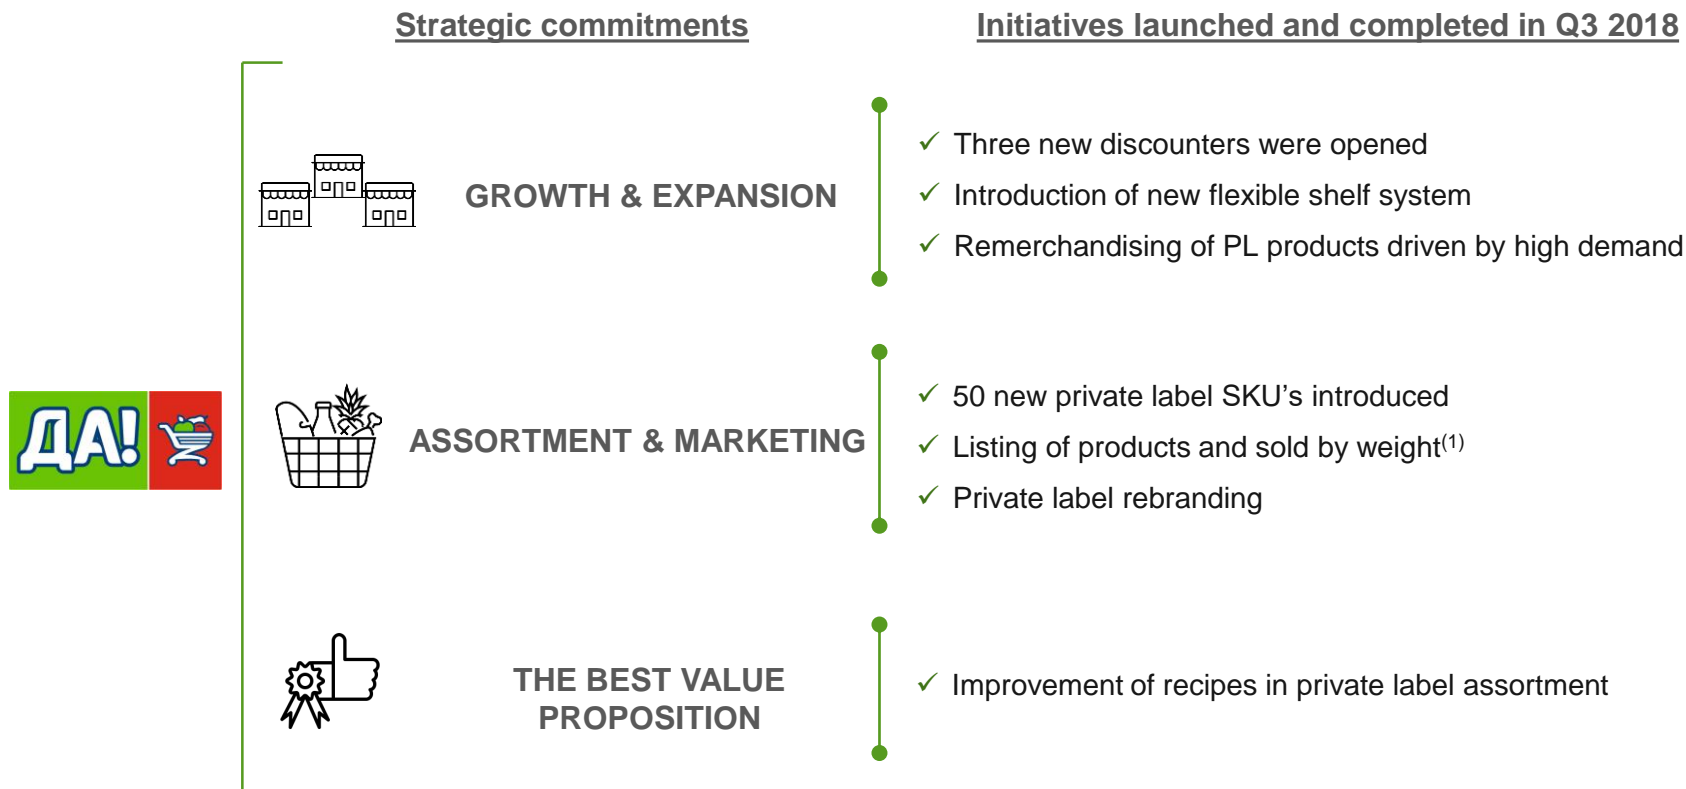 Strategic commitments
Initiatives launched and completed in Q3 2018
GROWTH & EXPANSION
✓ Three new discounters were opened
✓ Introduction of new flexible shelf system
✓ Remerchandising of PL products driven by high demand
ДА!
ASSORTMENT & MARKETING
✓ 50 new private label SKU’s introduced
✓ Listing of products and sold by weight(1)
✓ Private label rebranding
THE BEST VALUE
PROPOSITION
✓ Improvement of recipes in private label assortment